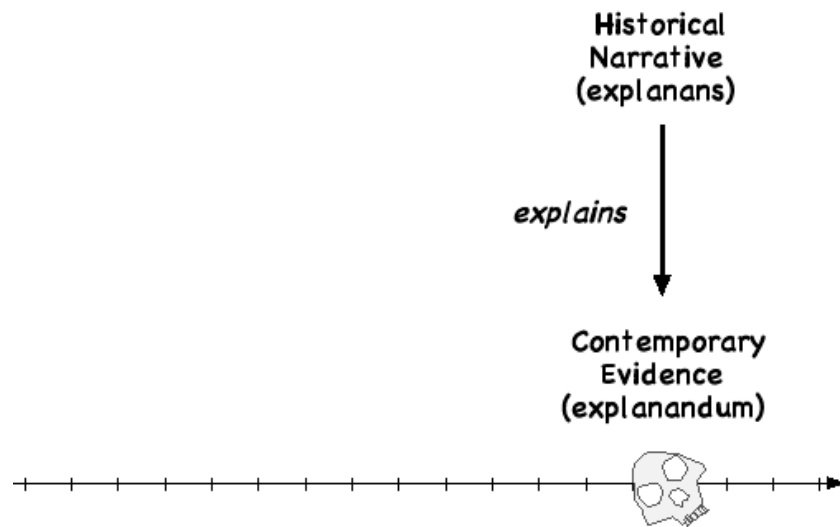 Historical
Narrative
(explanans)
explains
Contemporary
Evidence
(explanandum)